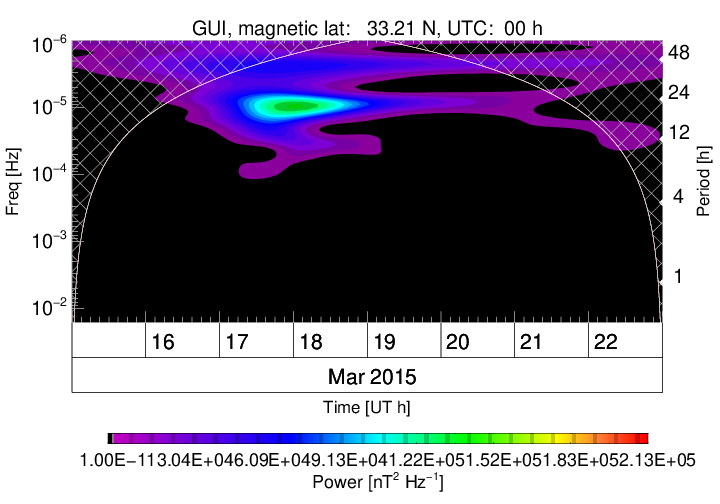 GUI, magnetic lat: 33.21 N, UTC: 00 h
10⁻⁶
10⁻⁵
10⁻⁴
10⁻³
10⁻²
Freq [Hz]
48
24
12
4
1
Period [h]
16 17 18 19 20 21 22
Mar 2015
Time [UT h]
1.00E−113.04E+046.09E+049.13E+041.22E+051.52E+051.83E+052.13E+05
Power [nT² Hz⁻¹]